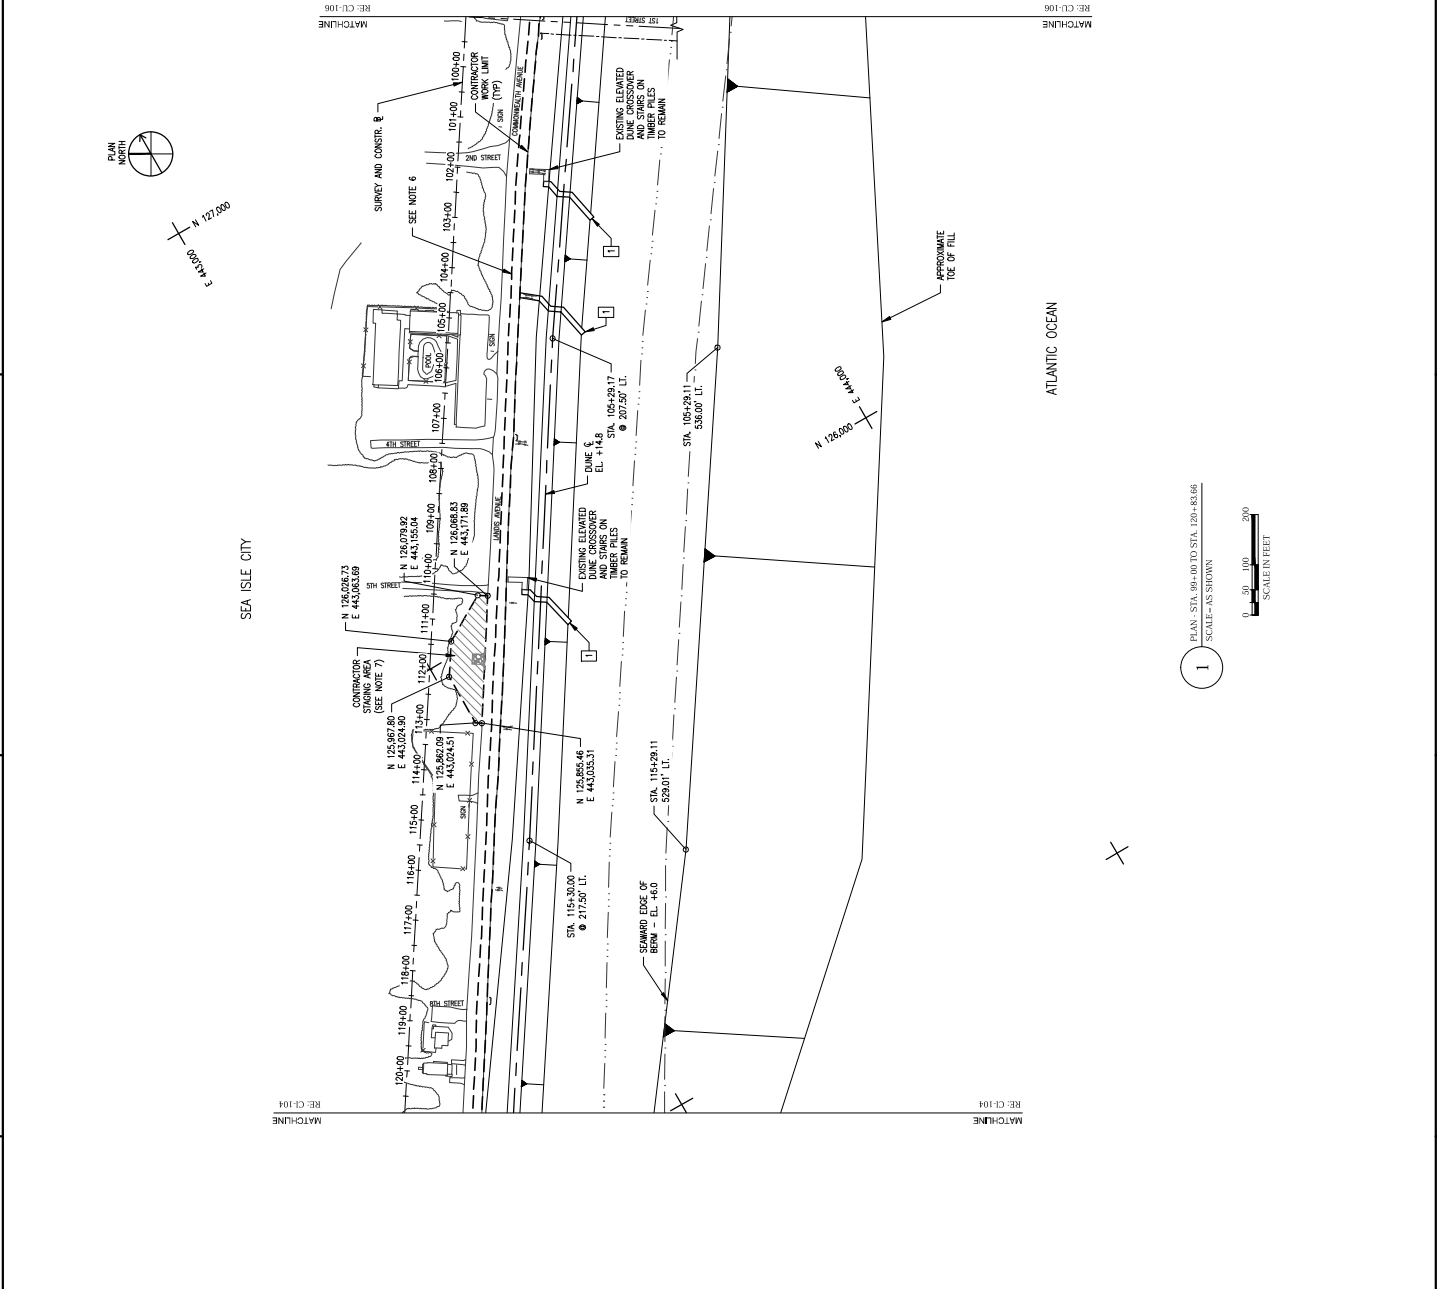 RE: CU-106
MATCHLINE
RE: CU-106
MATCHLINE
1ST STREET
PLAN
NORTH
N 127,000
E 443,000
SURVEY AND CONSTR. ℄
SEE NOTE 6
CONTRACTOR
WORK LIMIT
(TYP)
COMMONWEALTH AVENUE
SIGN
2ND STREET
EXISTING ELEVATED
DUNE CROSSOVER
AND STAIRS ON
TIMBER PILES
TO REMAIN
1
1
100+00
101+00
102+00
103+00
104+00
105+00
106+00
107+00
108+00
109+00
110+00
111+00
112+00
113+00
114+00
115+00
116+00
117+00
118+00
119+00
120+00
POOL
SIGN
4TH STREET
APPROXIMATE
TOE OF FILL
ATLANTIC OCEAN
E 444,000
N 126,000
STA. 105+29.17
@ 207.50' LT.
STA. 105+29.11
536.00' LT.
DUNE ℄
EL. +14.8
LANDIS AVENUE
EXISTING ELEVATED
DUNE CROSSOVER
AND STAIRS ON
TIMBER PILES
TO REMAIN
1
SEA ISLE CITY
N 126,079.92
E 443,155.04
N 126,068.83
E 443,171.89
5TH STREET
N 126,026.73
E 443,063.69
CONTRACTOR
STAGING AREA
(SEE NOTE 7)
N 125,967.80
E 443,024.90
N 125,862.09
E 443,024.51
N 125,855.46
E 443,035.31
SIGN
STA. 115+29.11
529.01' LT.
STA. 115+30.00
@ 217.50' LT.
SEAWARD EDGE OF
BERM - EL. +6.0
8TH STREET
1
PLAN - STA. 99+00 TO STA. 120+83.66
SCALE - AS SHOWN
0 50 100 200
SCALE IN FEET
RE: CI-104
MATCHLINE
RE: CI-104
MATCHLINE